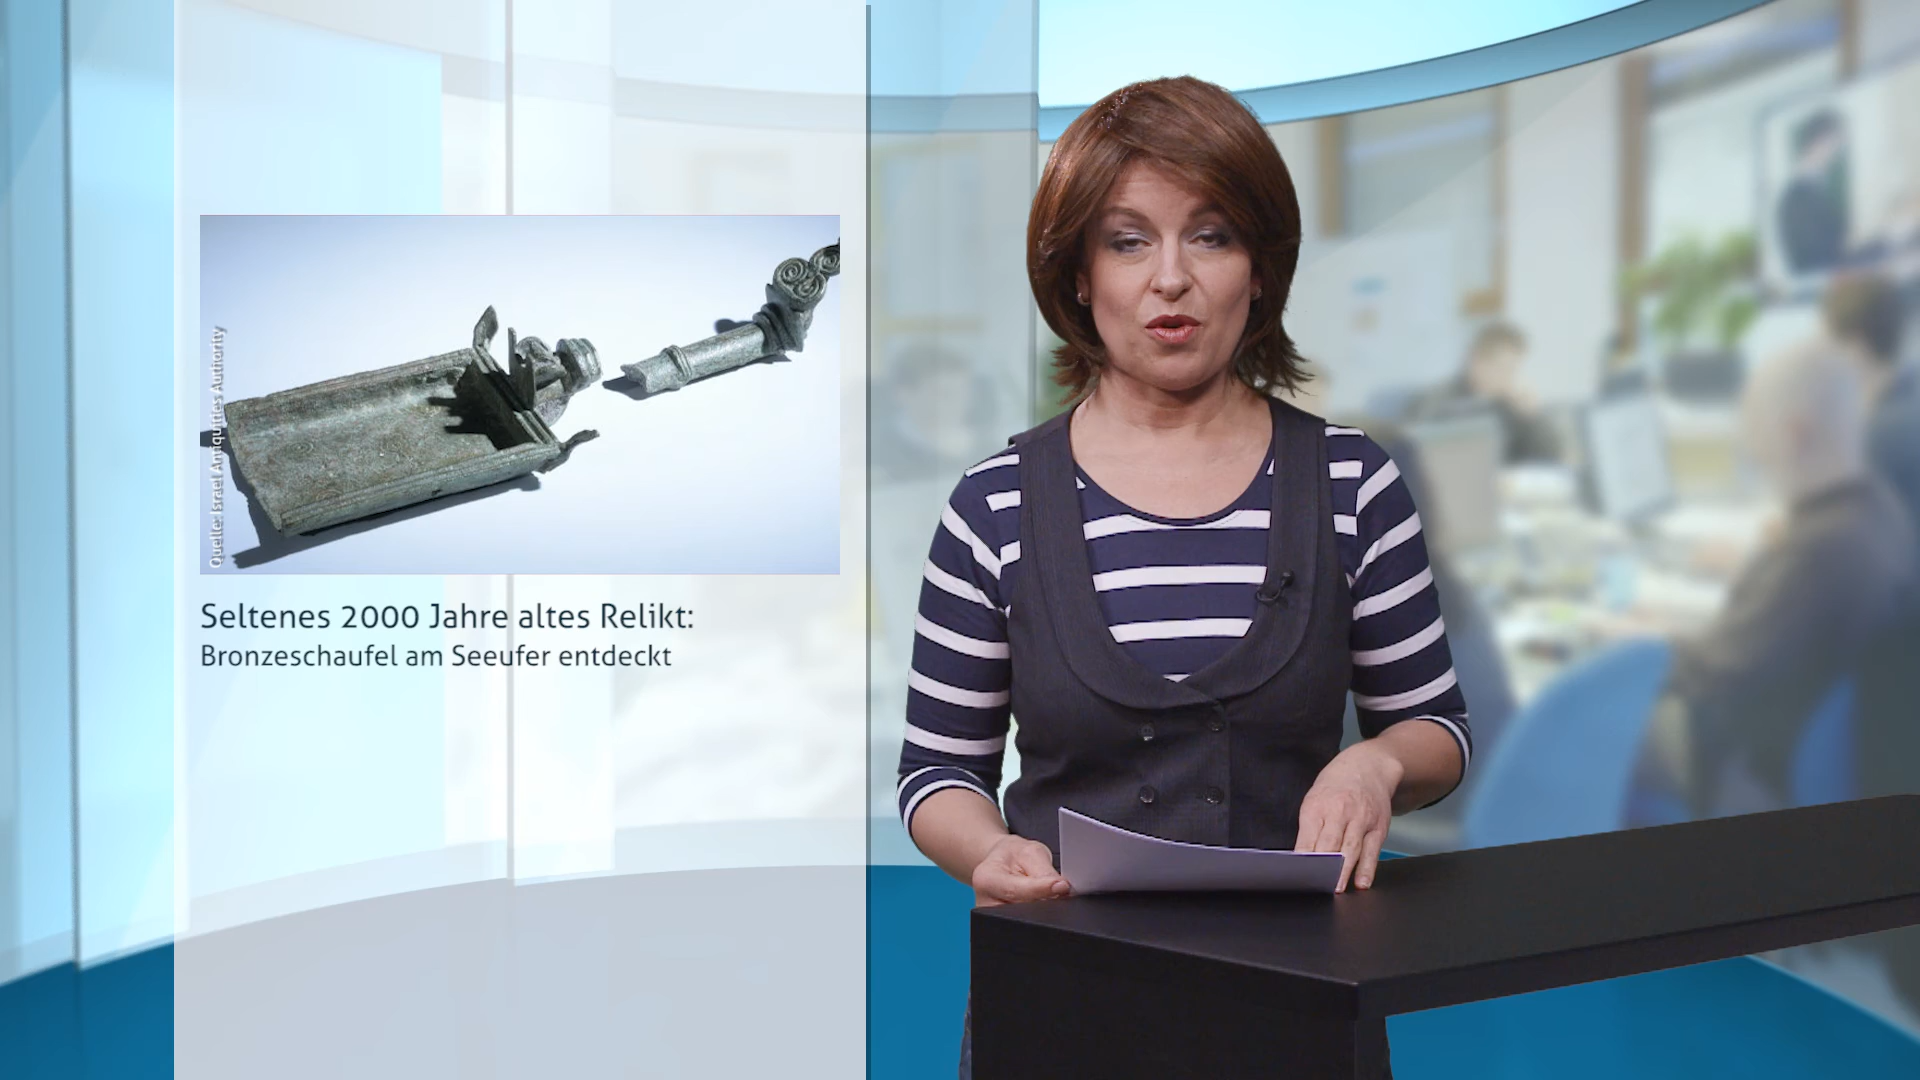 Quelle: Israel Antiquities Authority
Seltenes 2000 Jahre altes Relikt:
Bronzeschaufel am Seeufer entdeckt